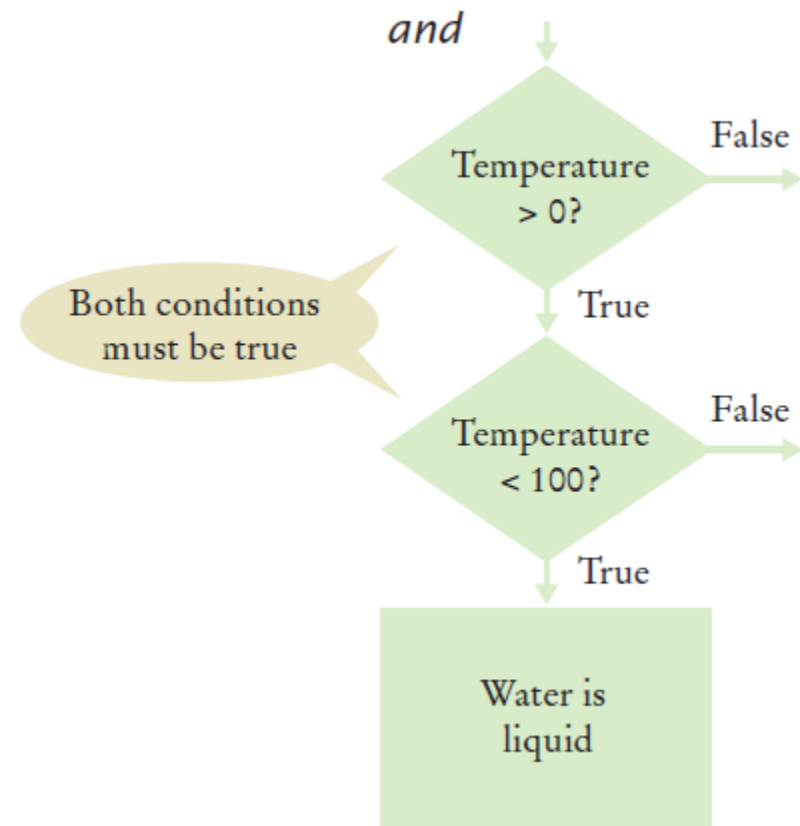 and
False
Temperature
> 0?
Both conditions
must be true
True
False
Temperature
< 100?
True
Water is
liquid